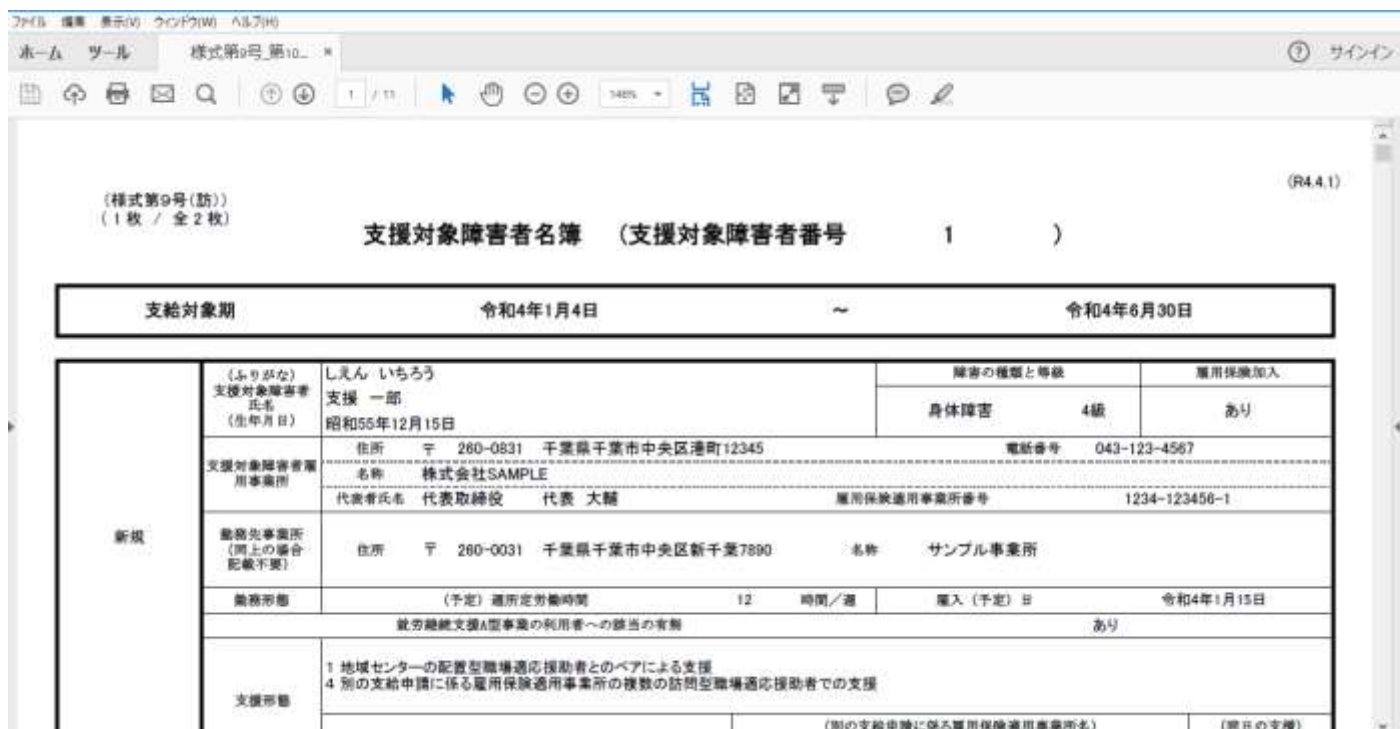 ファイル 編集 表示(V) ウィンドウ(W) ヘルプ(H)
ホーム ツール 様式第9号_第10... × サインイン
1 / 11 148%
(R4.4.1)
(様式第9号(訪))
(1枚 / 全2枚)
支援対象障害者名簿 (支援対象障害者番号 1 )
支給対象期 令和4年1月4日 ~ 令和4年6月30日
新規
(ふりがな)
支援対象障害者
氏名
(生年月日)
しえん いちろう
支援 一郎
昭和55年12月15日
障害の種類と等級 雇用保険加入
身体障害 4級 あり
支援対象障害者雇
用事業所
住所 〒 260-0831 千葉県千葉市中央区港町12345 電話番号 043-123-4567
名称 株式会社SAMPLE
代表者氏名 代表取締役 代表 大輔 雇用保険適用事業所番号 1234-123456-1
勤務先事業所
(同上の場合
記載不要)
住所 〒 260-0031 千葉県千葉市中央区新千葉7890 名称 サンプル事業所
勤務形態 (予定)週所定労働時間 12 時間/週 雇入(予定)日 令和4年1月15日
就労継続支援A型事業の利用者への該当の有無 あり
支援形態
1 地域センターの配置型職場適応援助者とのペアによる支援
4 別の支給申請に係る雇用保険適用事業所の複数の訪問型職場適応援助者での支援
(別の支給申請に係る雇用保険適用事業所名) (同日の支援)